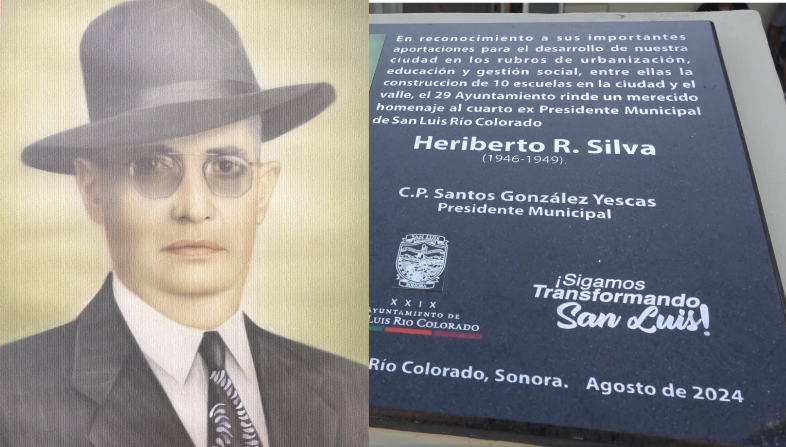 En reconocimiento a sus importantes
aportaciones para el desarrollo de nuestra
ciudad en los rubros de urbanización,
educación y gestión social, entre ellas la
construccion de 10 escuelas en la ciudad y el
valle, el 29 Ayuntamiento rinde un merecido
homenaje al cuarto ex Presidente Municipal
de San Luis Río Colorado
Heriberto R. Silva
(1946-1949).
C.P. Santos González Yescas
Presidente Municipal
SAN LUIS
SONORA
XXIX
AYUNTAMIENTO DE
LUIS RIO COLORADO
¡Sigamos
Transformando
San Luis!
Río Colorado, Sonora. Agosto de 2024